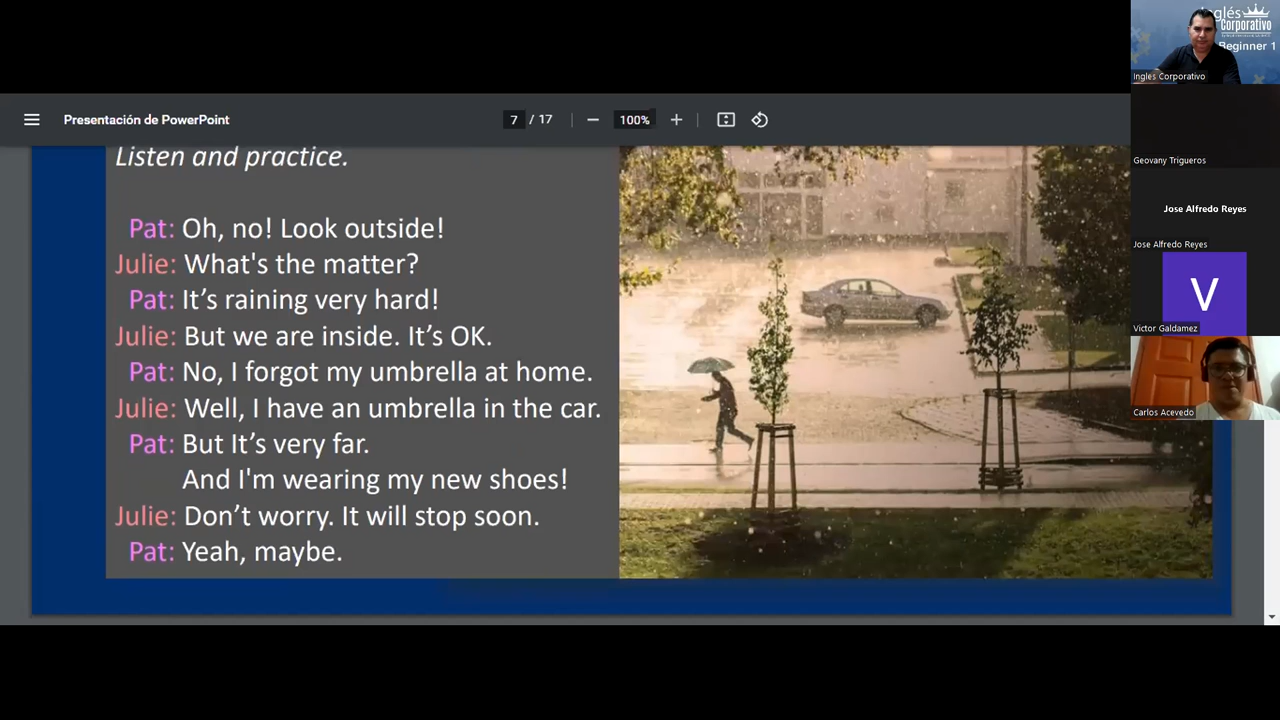 Presentación de PowerPoint
7 / 17
100%
Listen and practice.
Pat: Oh, no! Look outside!
Julie: What's the matter?
Pat: It’s raining very hard!
Julie: But we are inside. It’s OK.
Pat: No, I forgot my umbrella at home.
Julie: Well, I have an umbrella in the car.
Pat: But It’s very far.
And I'm wearing my new shoes!
Julie: Don’t worry. It will stop soon.
Pat: Yeah, maybe.
Inglés
Corporativo
Beginner 1
Ingles Corporativo
Geovany Trigueros
Jose Alfredo Reyes
Jose Alfredo Reyes
V
Victor Galdamez
Carlos Acevedo